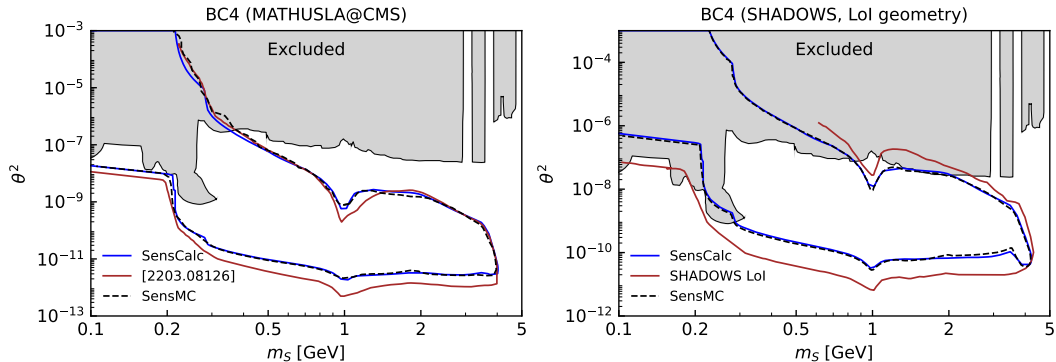 BC4 (MATHUSLA@CMS)
Excluded
10⁻³
10⁻⁵
10⁻⁷
10⁻⁹
10⁻¹¹
10⁻¹³
θ²
SensCalc
[2203.08126]
SensMC
0.1 0.2 0.5 1 2 5
m_S [GeV]
BC4 (SHADOWS, LoI geometry)
Excluded
10⁻⁴
10⁻⁶
10⁻⁸
10⁻¹⁰
10⁻¹²
θ²
SensCalc
SHADOWS LoI
SensMC
0.1 0.2 0.5 1 2 5
m_S [GeV]